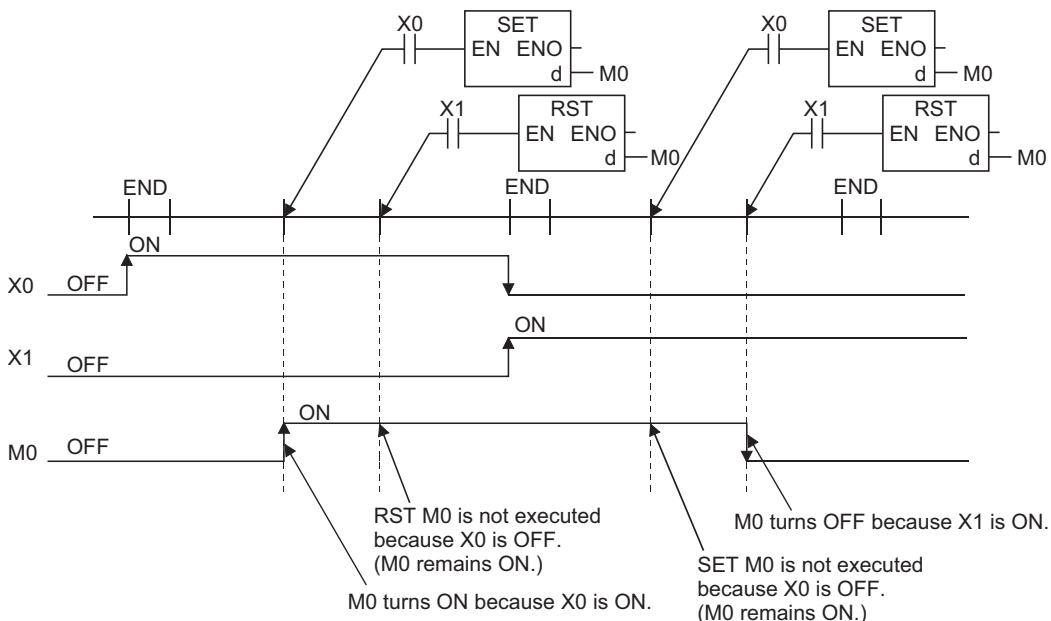 X0
SET
EN ENO
d
M0
X1
RST
EN ENO
d
M0
X0
SET
EN ENO
d
M0
X1
RST
EN ENO
d
M0
END
END
END
X0
OFF
ON
X1
OFF
ON
M0
OFF
ON
RST M0 is not executed
because X0 is OFF.
(M0 remains ON.)
M0 turns ON because X0 is ON.
M0 turns OFF because X1 is ON.
SET M0 is not executed
because X0 is OFF.
(M0 remains ON.)